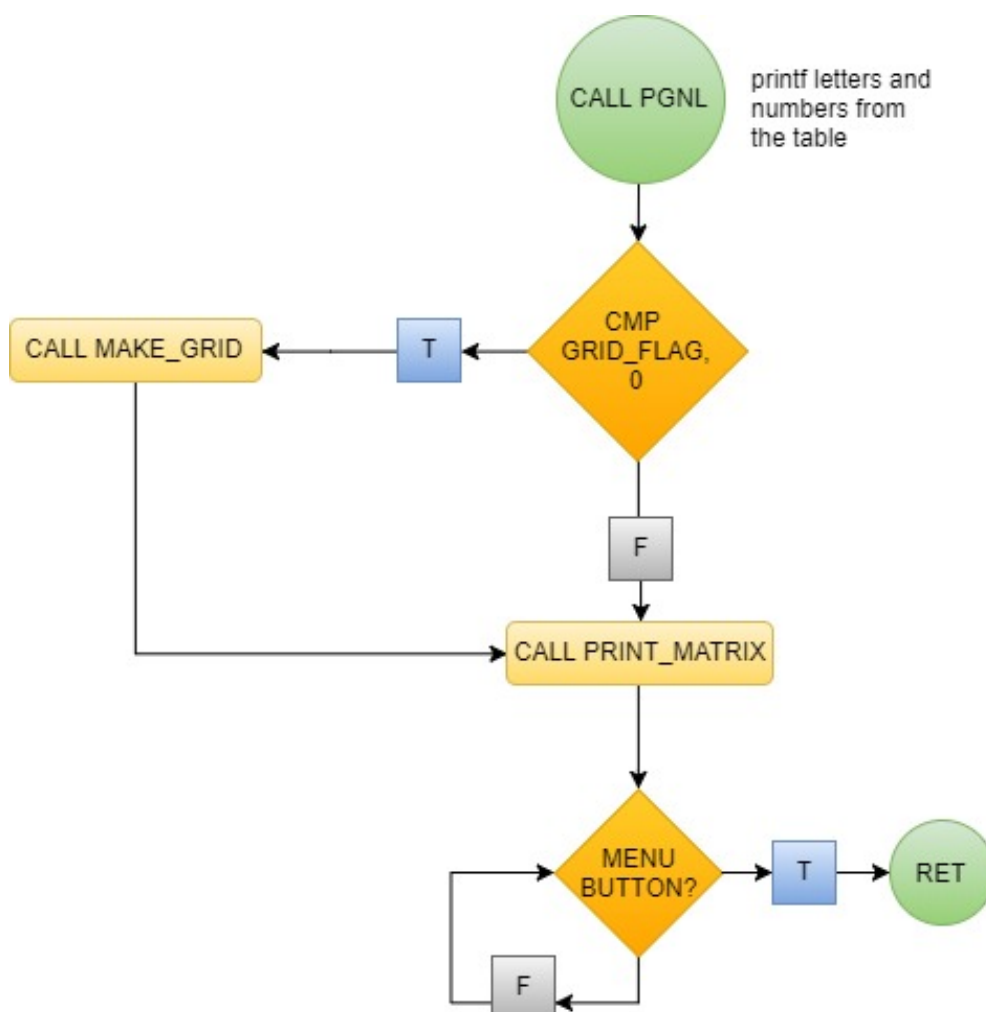 CALL PGNL
printf letters and
numbers from
the table
CMP
GRID_FLAG,
0
T
CALL MAKE_GRID
F
CALL PRINT_MATRIX
MENU
BUTTON?
T
RET
F